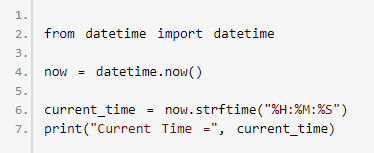 1.
2. from datetime import datetime
3.
4. now = datetime.now()
5.
6. current_time = now.strftime("%H:%M:%S")
7. print("Current Time =", current_time)